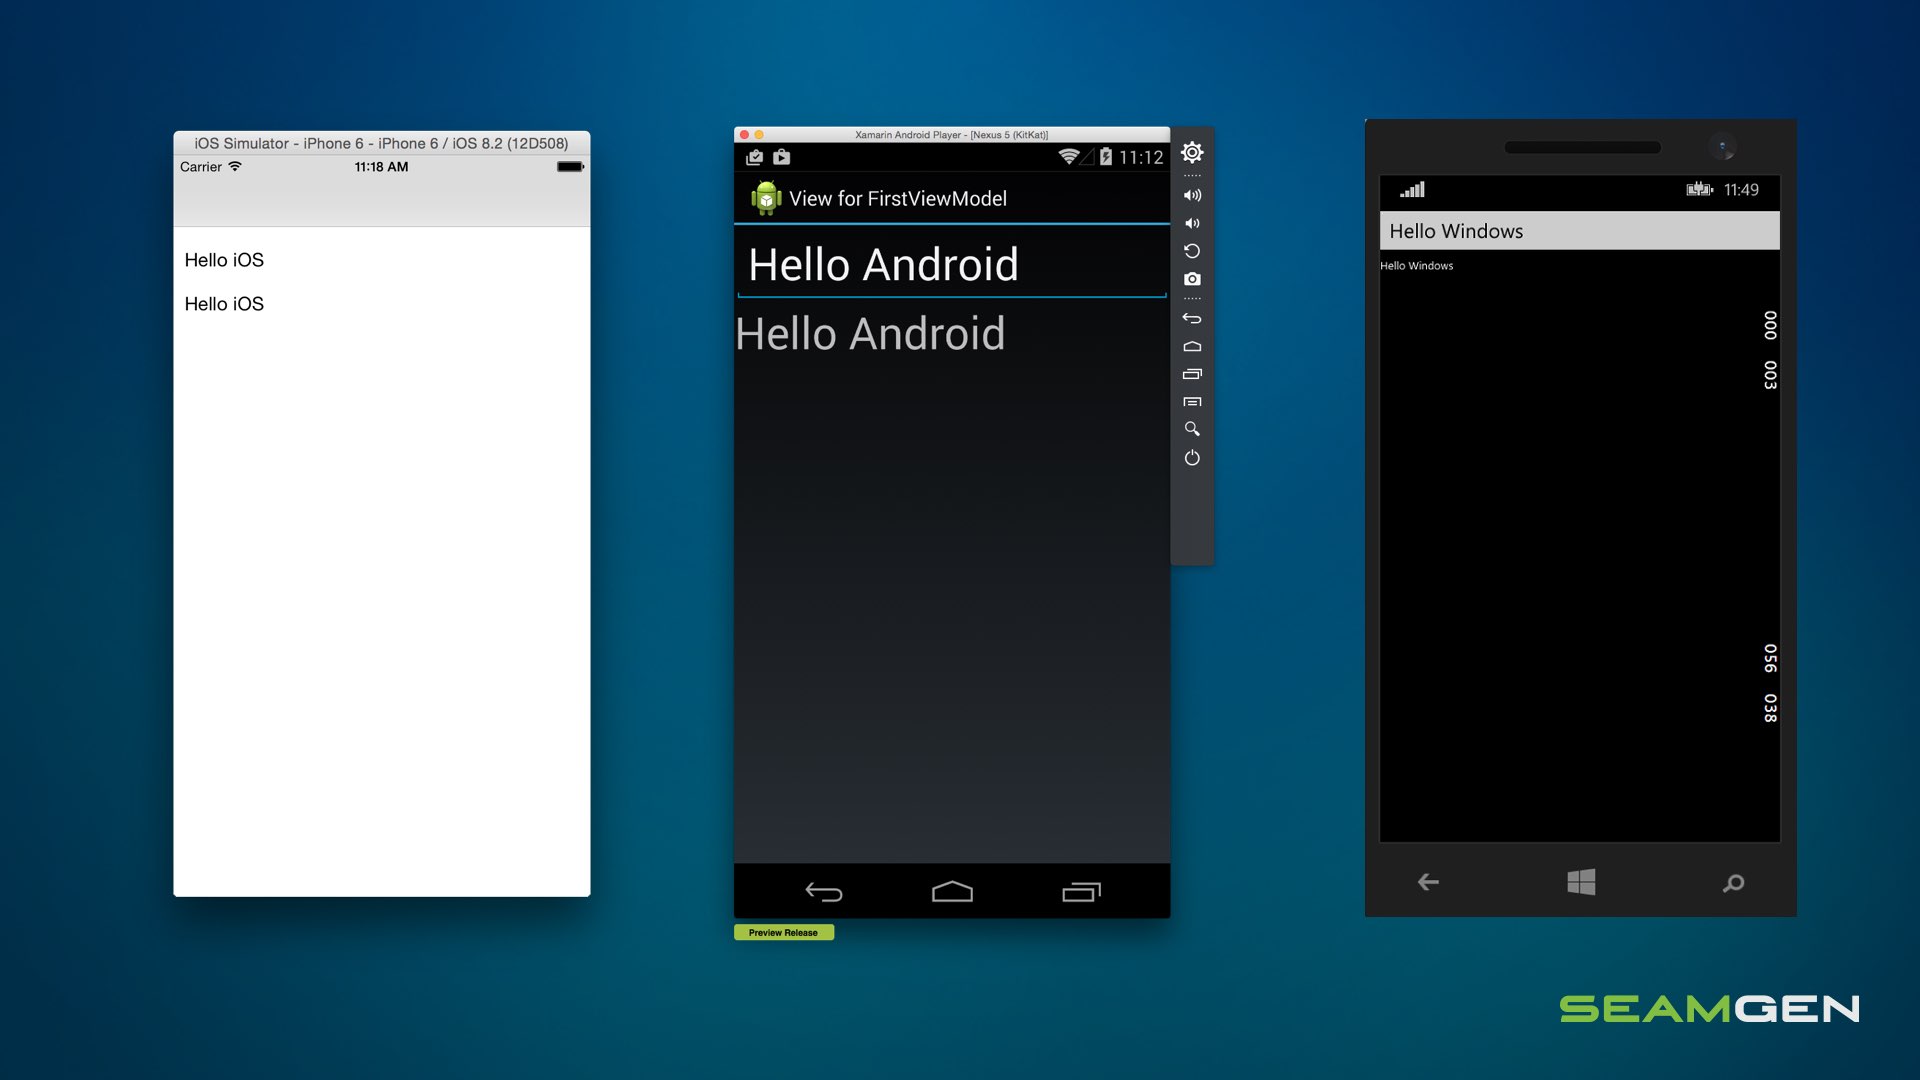 iOS Simulator - iPhone 6 - iPhone 6 / iOS 8.2 (12D508)
Carrier 11:18 AM
Hello iOS
Hello iOS
Xamarin Android Player - [Nexus 5 (KitKat)]
11:12
View for FirstViewModel
Hello Android
Hello Android
Preview Release
11:49
Hello Windows
Hello Windows
000
003
056
038
SEAMGEN